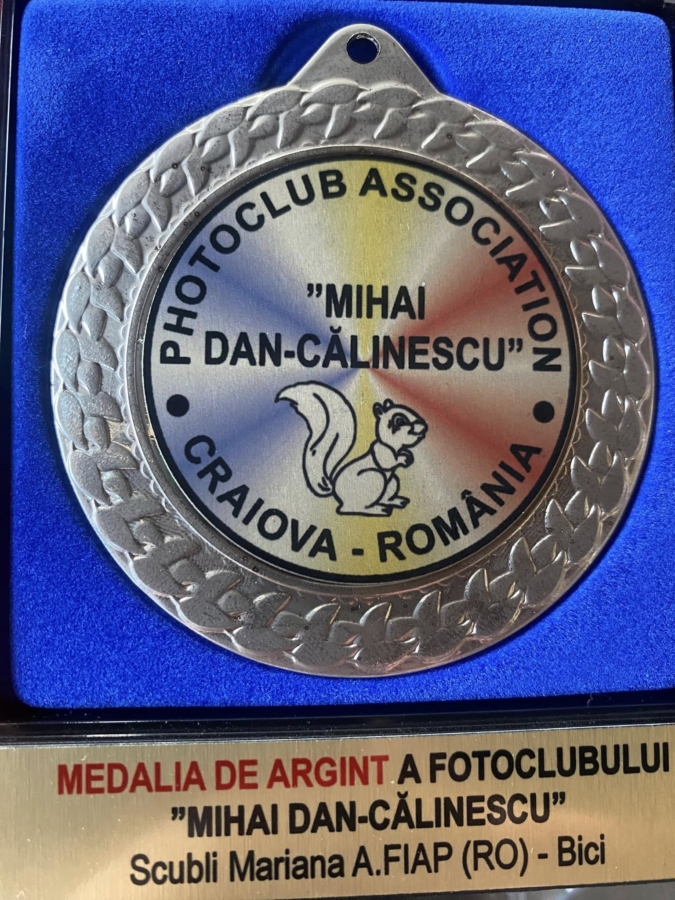 PHOTOCLUB ASSOCIATION
"MIHAI
DAN-CĂLINESCU"
CRAIOVA - ROMÂNIA
MEDALIA DE ARGINT A FOTOCLUBULUI
"MIHAI DAN-CĂLINESCU"
Scubli Mariana A.FIAP (RO) - Bici